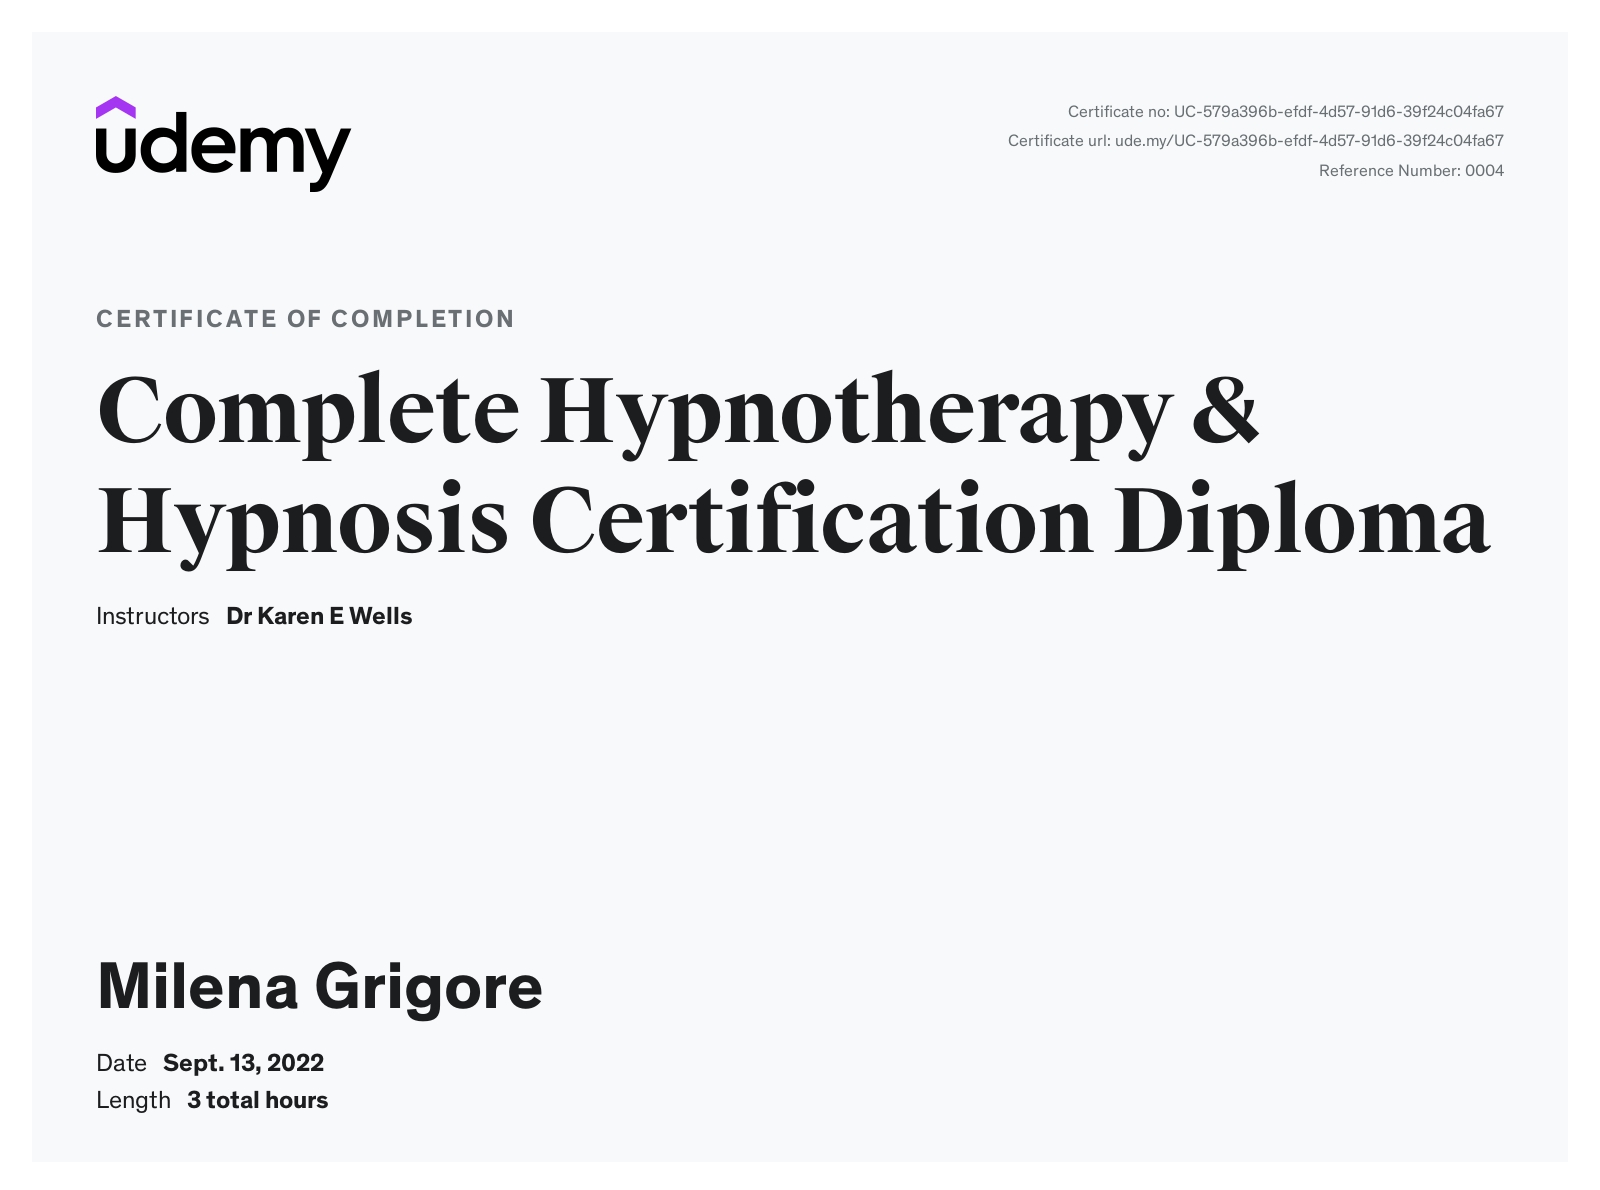 udemy
Certificate no: UC-579a396b-efdf-4d57-91d6-39f24c04fa67
Certificate url: ude.my/UC-579a396b-efdf-4d57-91d6-39f24c04fa67
Reference Number: 0004
CERTIFICATE OF COMPLETION
Complete Hypnotherapy &
Hypnosis Certification Diploma
Instructors Dr Karen E Wells
Milena Grigore
Date Sept. 13, 2022
Length 3 total hours